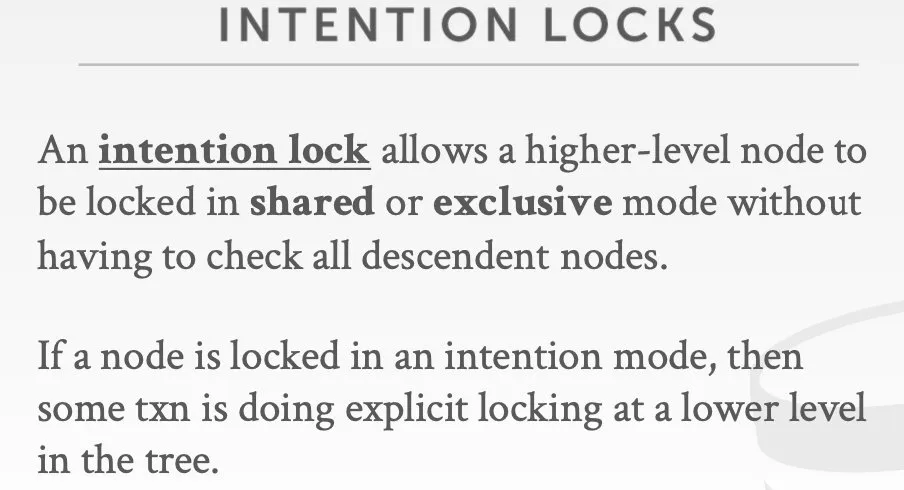 INTENTION LOCKS
An intention lock allows a higher-level node to
be locked in shared or exclusive mode without
having to check all descendent nodes.
If a node is locked in an intention mode, then
some txn is doing explicit locking at a lower level
in the tree.